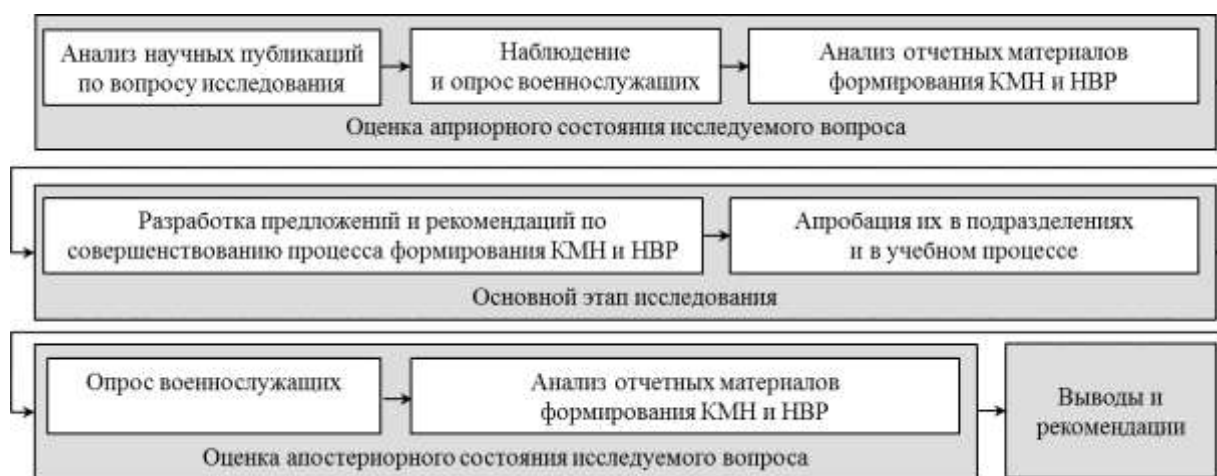 Анализ научных публикаций
по вопросу исследования
Наблюдение
и опрос военнослужащих
Анализ отчетных материалов
формирования КМН и НВР
Оценка априорного состояния исследуемого вопроса
Разработка предложений и рекомендаций по
совершенствованию процесса формирования КМН и НВР
Апробация их в подразделениях
и в учебном процессе
Основной этап исследования
Опрос военнослужащих
Анализ отчетных материалов
формирования КМН и НВР
Оценка апостериорного состояния исследуемого вопроса
Выводы и
рекомендации